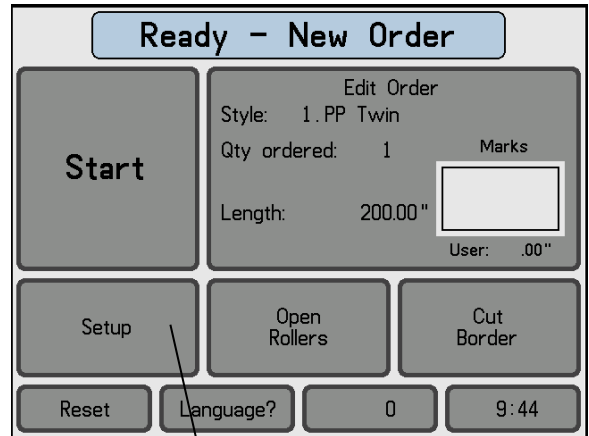 Ready - New Order
Start
Edit Order
Style: 1.PP Twin
Qty ordered: 1
Marks
Length: 200.00"
User: .00"
Setup
Open
Rollers
Cut
Border
Reset
Language?
0
9:44